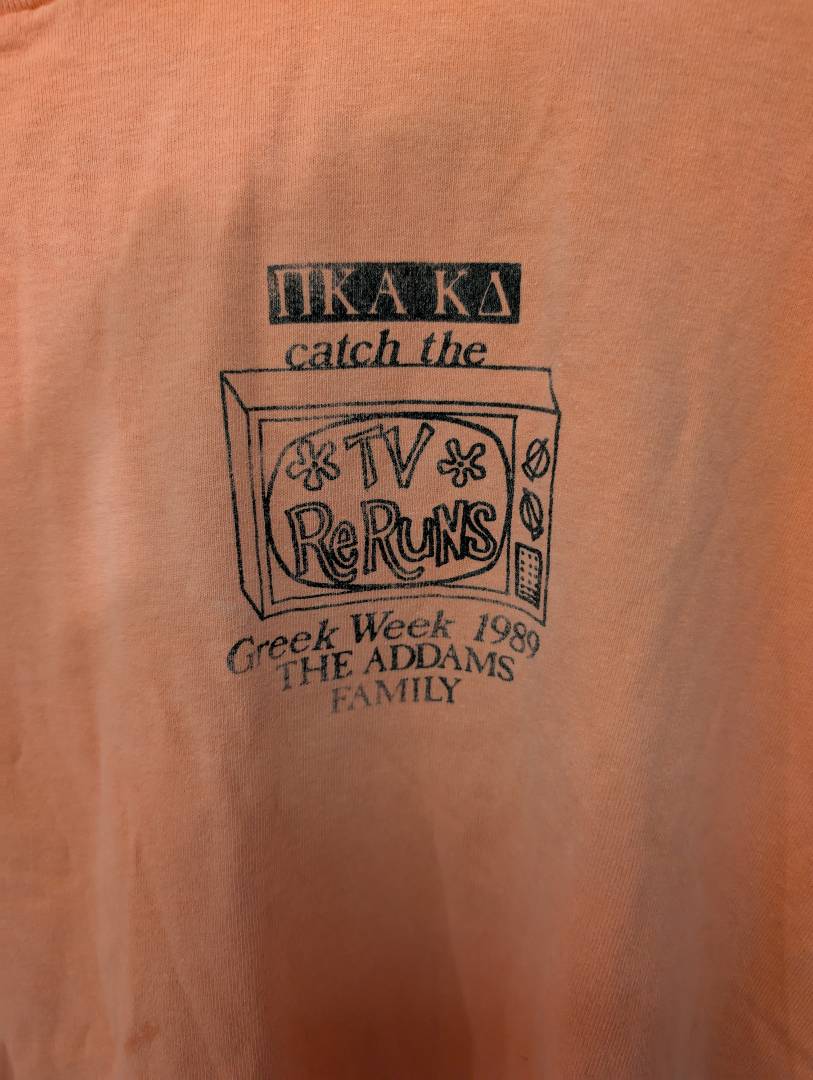 ΠΚΑ ΚΔ
catch the
TV
ReRuNS
Greek Week 1989
THE ADDAMS
FAMILY